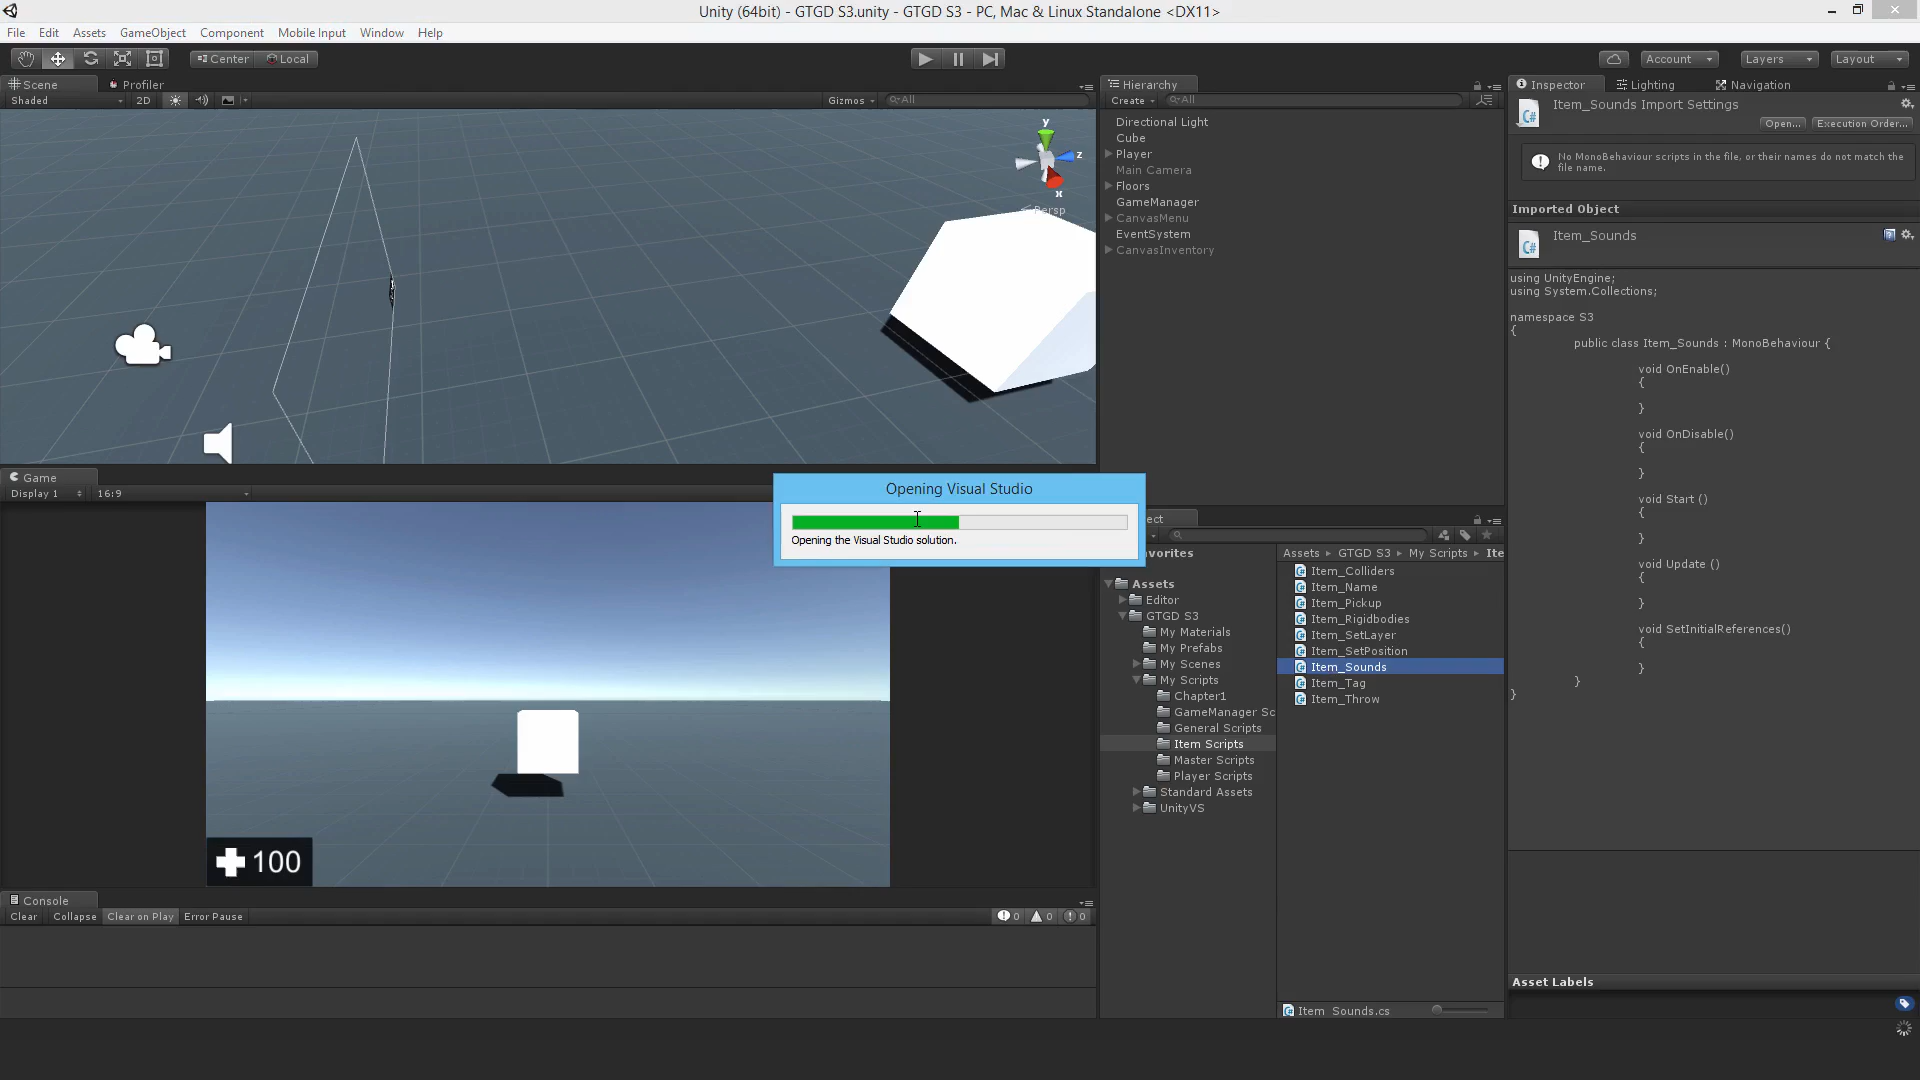 Unity (64bit) - GTGD S3.unity - GTGD S3 - PC, Mac & Linux Standalone <DX11>
File Edit Assets GameObject Component Mobile Input Window Help
Center Local Account Layers Layout
Scene Profiler
Shaded 2D Gizmos All
y
z
x
Persp
Hierarchy
Create All
Directional Light
Cube
Player
Main Camera
Floors
GameManager
CanvasMenu
EventSystem
CanvasInventory
Inspector Lighting Navigation
Item_Sounds Import Settings
Open... Execution Order...
No MonoBehaviour scripts in the file, or their names do not match the
file name.
Imported Object
Item_Sounds
using UnityEngine;
using System.Collections;
namespace S3
{
public class Item_Sounds : MonoBehaviour {
void OnEnable()
{
}
void OnDisable()
{
}
void Start ()
{
}
void Update ()
{
}
void SetInitialReferences()
{
}
}
}
Asset Labels
Opening Visual Studio
Opening the Visual Studio solution.
Game
Display 1 16:9
100
Console
Clear Collapse Clear on Play Error Pause 0 0 0
ect
avorites
Assets
Editor
GTGD S3
My Materials
My Prefabs
My Scenes
My Scripts
Chapter1
GameManager Sc
General Scripts
Item Scripts
Master Scripts
Player Scripts
Standard Assets
UnityVS
Assets GTGD S3 My Scripts Ite
Item_Colliders
Item_Name
Item_Pickup
Item_Rigidbodies
Item_SetLayer
Item_SetPosition
Item_Sounds
Item_Tag
Item_Throw
Item_Sounds.cs